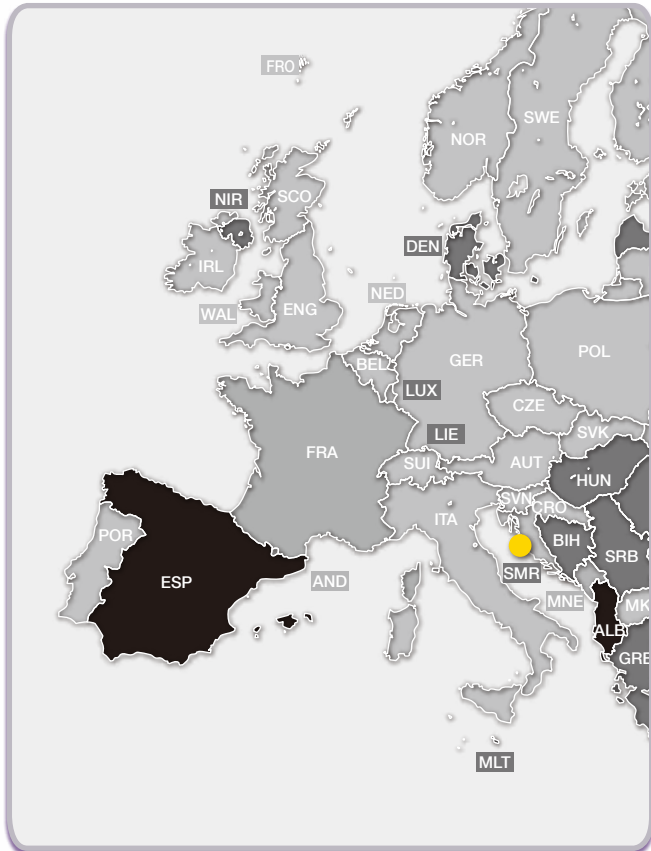 FRO
SWE
NOR
SCO
NIR
DEN
IRL
NED
WAL
ENG
POL
GER
BEL
LUX
CZE
LIE
SVK
FRA
SUI
AUT
HUN
SVN
CRO
ITA
POR
BIH
SRB
SMR
ESP
AND
MNE
MK
ALB
GRE
MLT